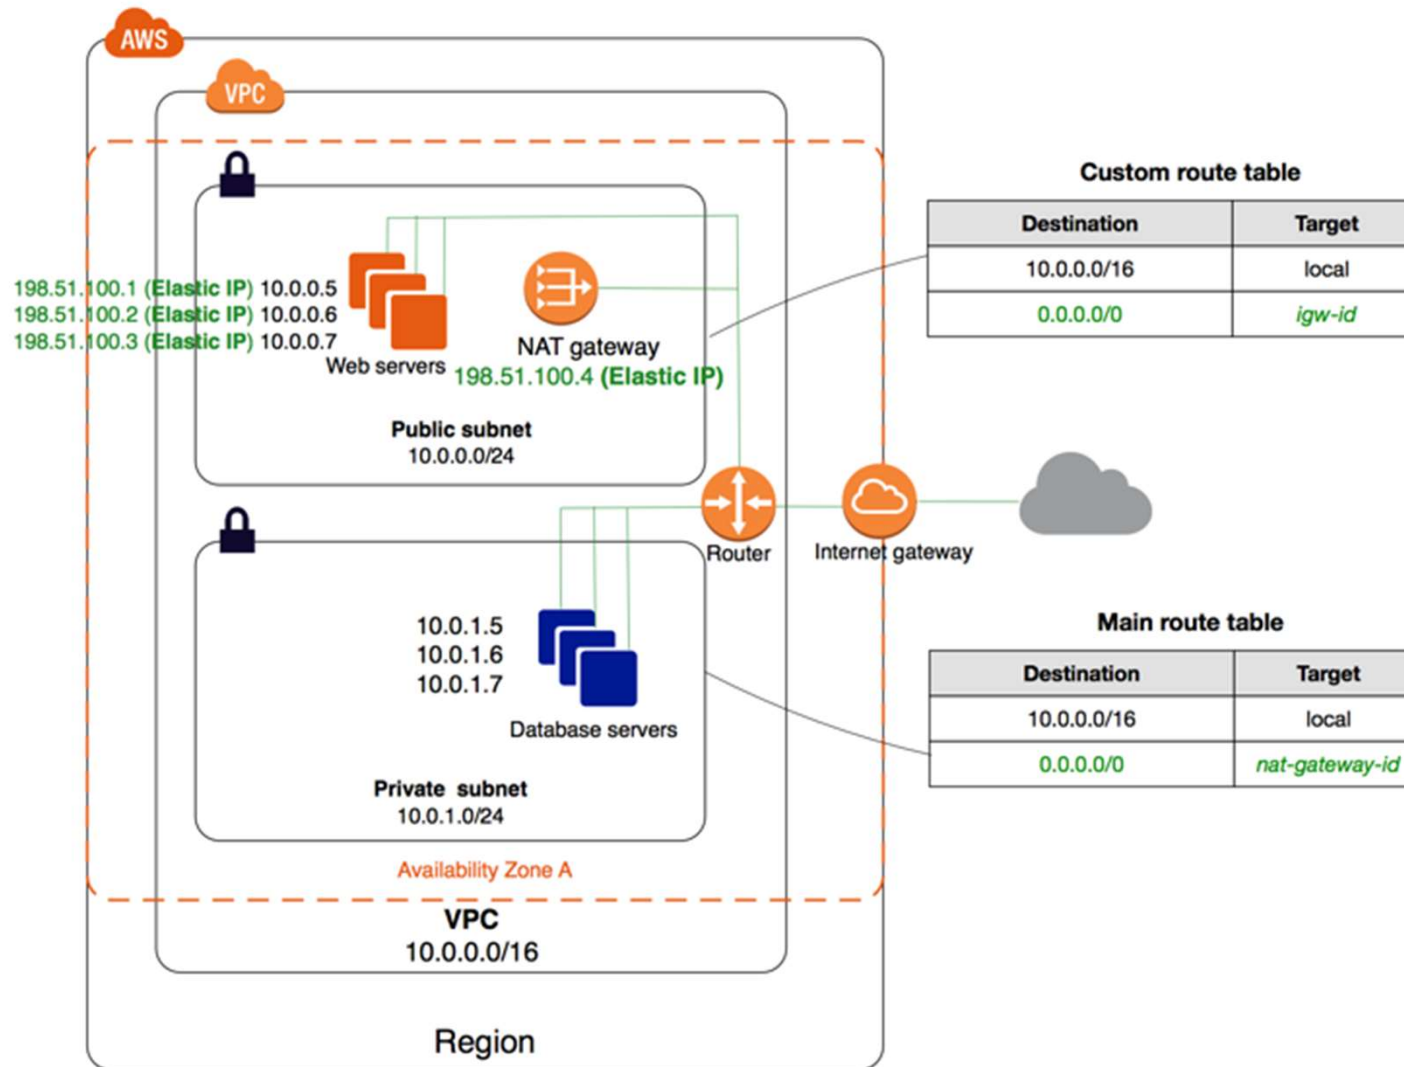 AWS
VPC
198.51.100.1 (Elastic IP) 10.0.0.5
198.51.100.2 (Elastic IP) 10.0.0.6
198.51.100.3 (Elastic IP) 10.0.0.7
Web servers
NAT gateway
198.51.100.4 (Elastic IP)
Public subnet
10.0.0.0/24
Custom route table
Destination Target
10.0.0.0/16 local
0.0.0.0/0 igw-id
Router
Internet gateway
10.0.1.5
10.0.1.6
10.0.1.7
Database servers
Private subnet
10.0.1.0/24
Main route table
Destination Target
10.0.0.0/16 local
0.0.0.0/0 nat-gateway-id
Availability Zone A
VPC
10.0.0.0/16
Region